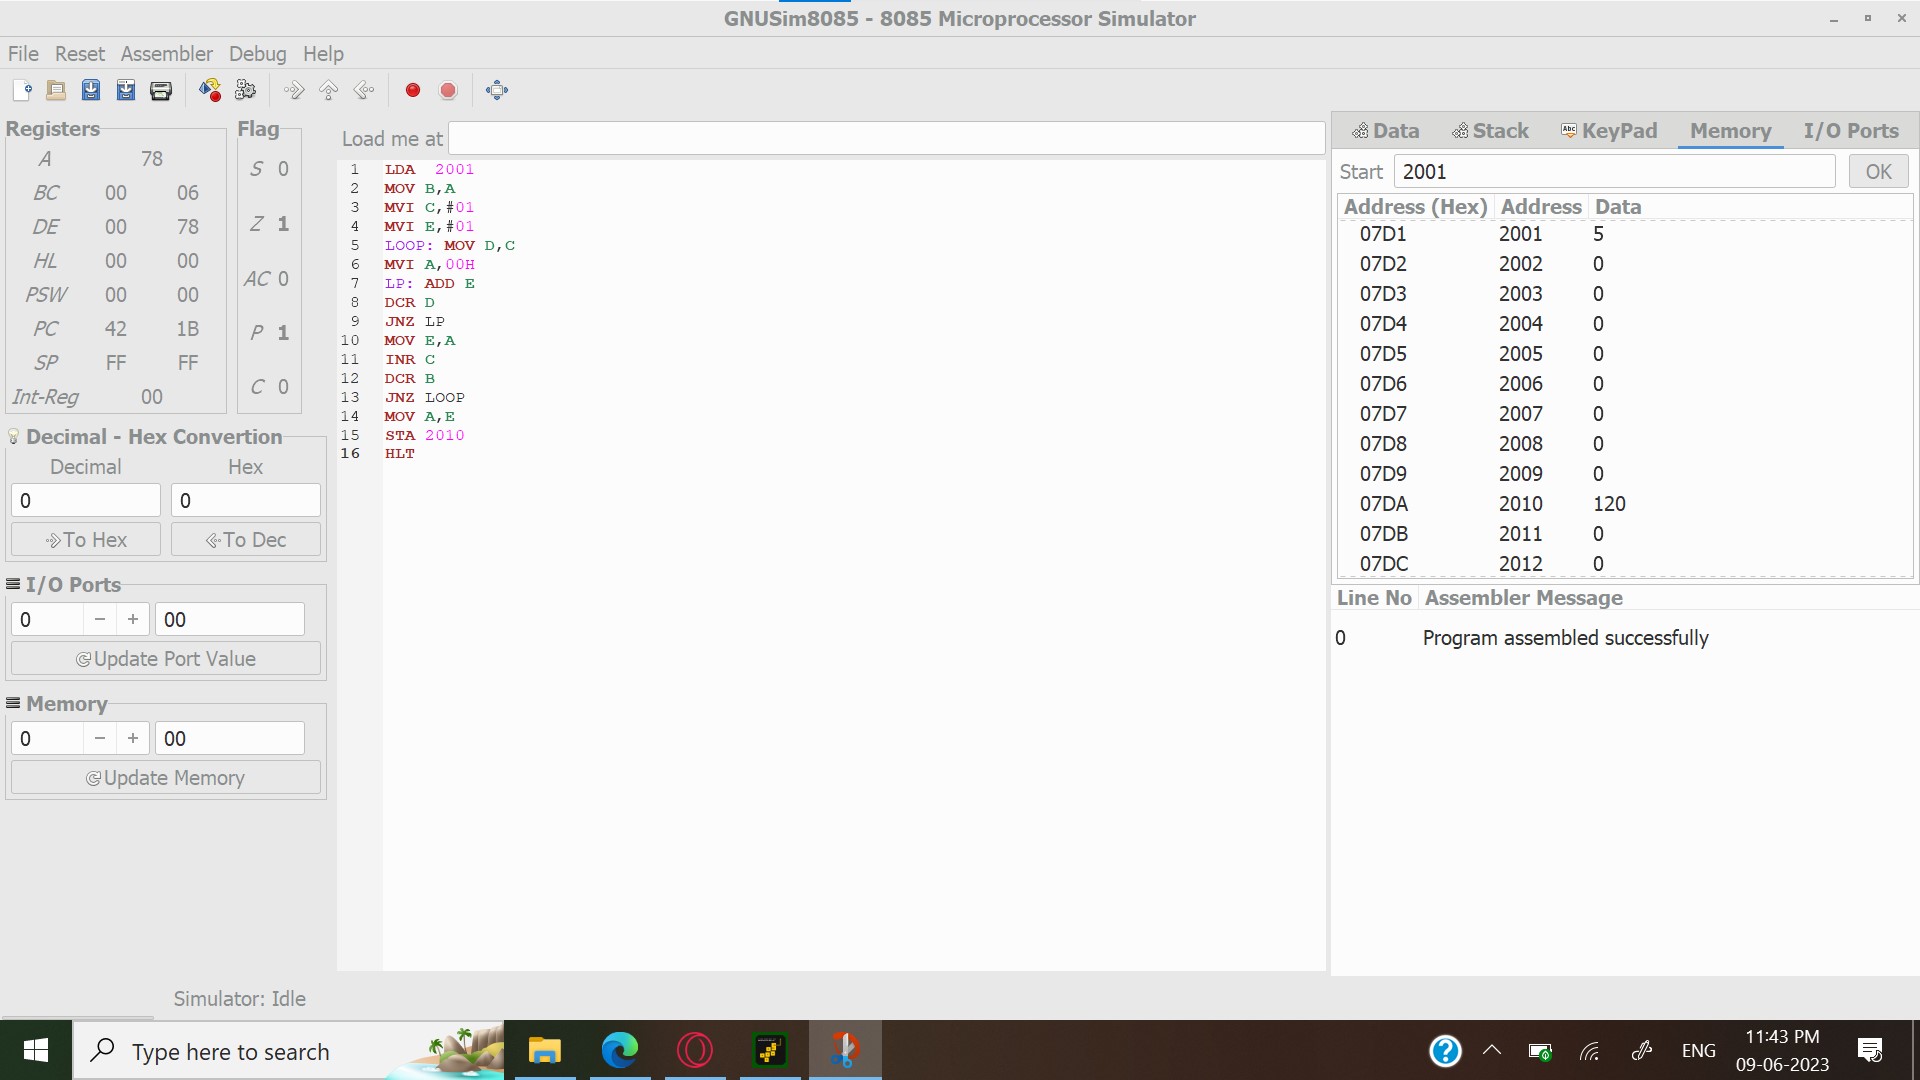 GNUSim8085 - 8085 Microprocessor Simulator
File Reset Assembler Debug Help
Registers
A 78
BC 00 06
DE 00 78
HL 00 00
PSW 00 00
PC 42 1B
SP FF FF
Int-Reg 00
Flag
S 0
Z 1
AC 0
P 1
C 0
Decimal - Hex Convertion
Decimal Hex
0 0
To Hex To Dec
I/O Ports
0 − + 00
Update Port Value
Memory
0 − + 00
Update Memory
Load me at
1 LDA 2001
2 MOV B,A
3 MVI C,#01
4 MVI E,#01
5 LOOP: MOV D,C
6 MVI A,00H
7 LP: ADD E
8 DCR D
9 JNZ LP
10 MOV E,A
11 INR C
12 DCR B
13 JNZ LOOP
14 MOV A,E
15 STA 2010
16 HLT
Data Stack Abc KeyPad Memory I/O Ports
Start 2001 OK
Address (Hex) Address Data
07D1 2001 5
07D2 2002 0
07D3 2003 0
07D4 2004 0
07D5 2005 0
07D6 2006 0
07D7 2007 0
07D8 2008 0
07D9 2009 0
07DA 2010 120
07DB 2011 0
07DC 2012 0
Line No Assembler Message
0 Program assembled successfully
Simulator: Idle
Type here to search
ENG
11:43 PM
09-06-2023